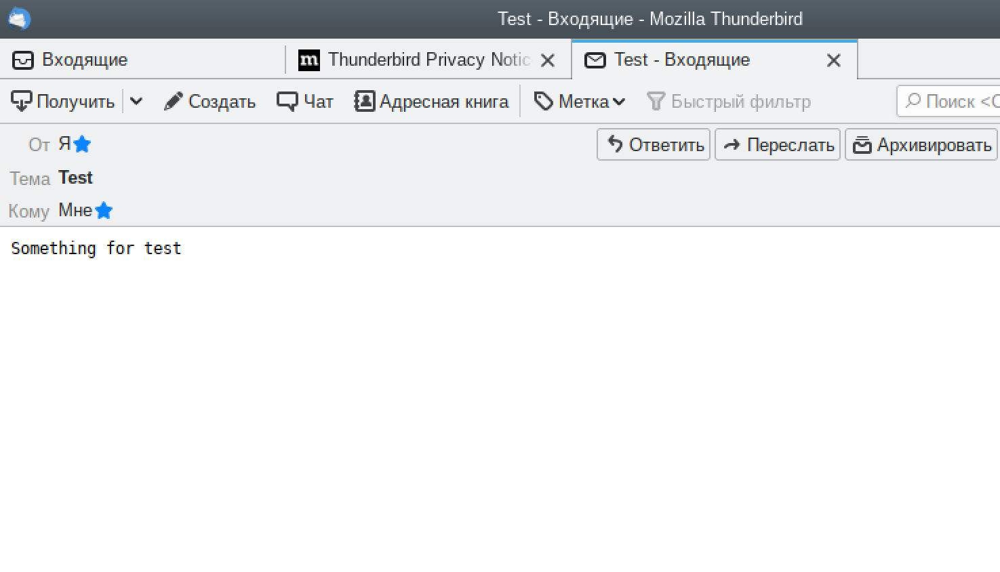 Test - Входящие - Mozilla Thunderbird
Входящие
m Thunderbird Privacy Notic
Test - Входящие
Получить Создать Чат Адресная книга Метка Быстрый фильтр Поиск <C
От Я Ответить Переслать Архивировать
Тема Test
Кому Мне
Something for test